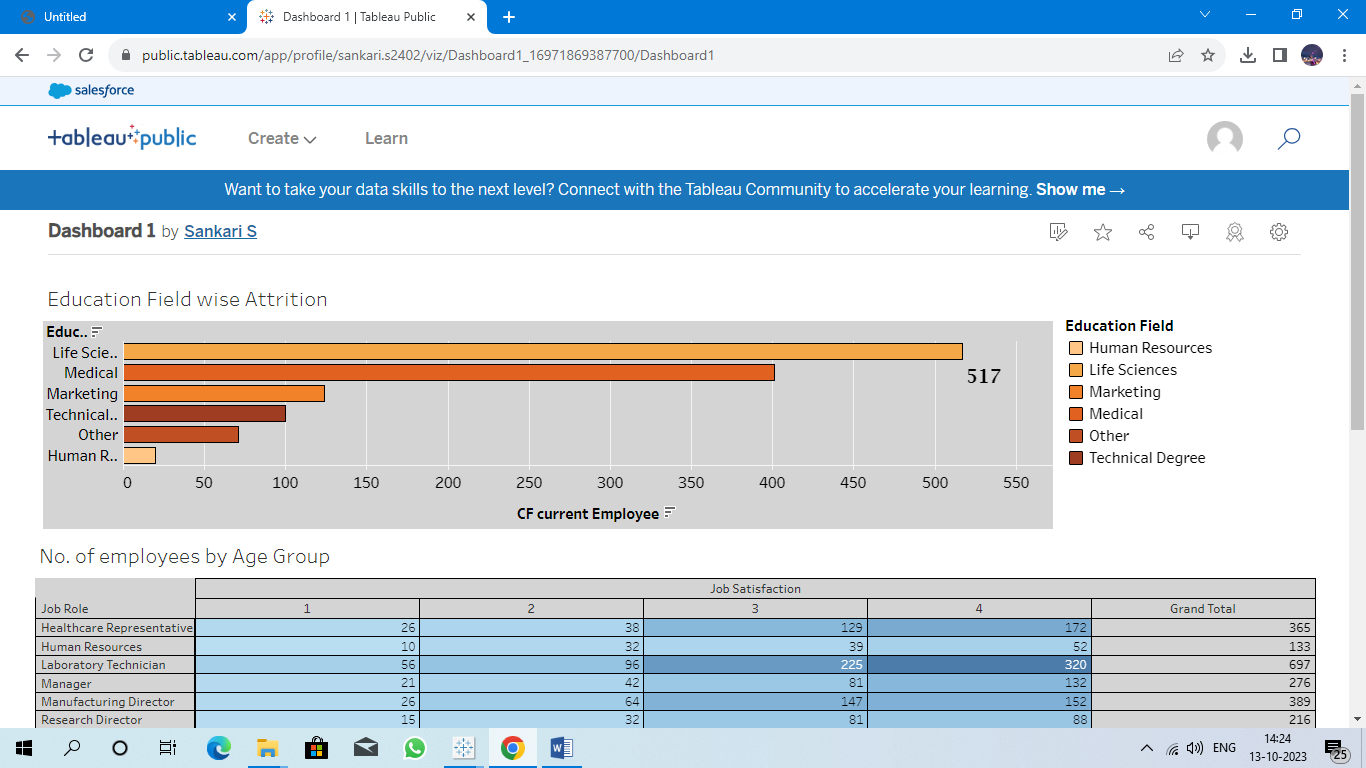 Untitled
Dashboard 1 | Tableau Public
public.tableau.com/app/profile/sankari.s2402/viz/Dashboard1_16971869387700/Dashboard1
salesforce
+ableau public
Create
Learn
Want to take your data skills to the next level? Connect with the Tableau Community to accelerate your learning. Show me →
Dashboard 1 by Sankari S
Education Field wise Attrition
Educ..
Life Scie..
Medical
517
Marketing
Technical..
Other
Human R..
0 50 100 150 200 250 300 350 400 450 500 550
CF current Employee
Education Field
Human Resources
Life Sciences
Marketing
Medical
Other
Technical Degree
No. of employees by Age Group
Job Satisfaction
Job Role 1 2 3 4 Grand Total
Healthcare Representative 26 38 129 172 365
Human Resources 10 32 39 52 133
Laboratory Technician 56 96 225 320 697
Manager 21 42 81 132 276
Manufacturing Director 26 64 147 152 389
Research Director 15 32 81 88 216
ENG
14:24
13-10-2023
25